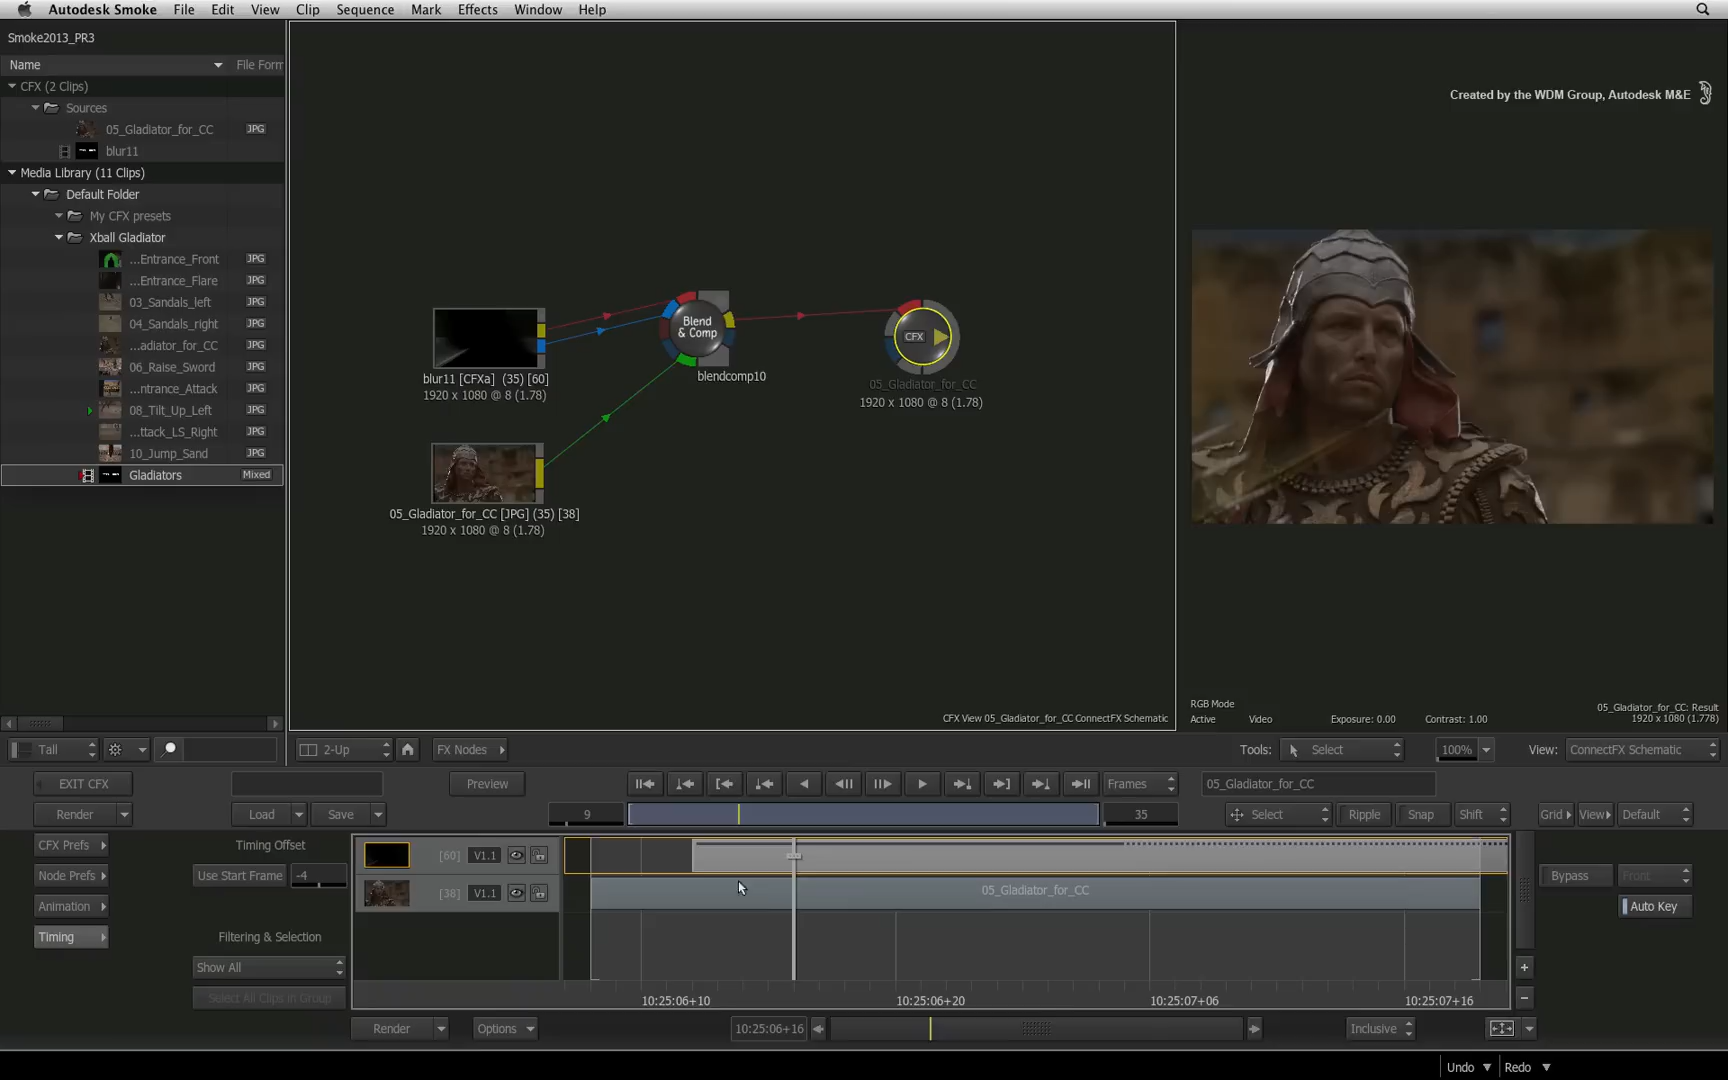 Autodesk Smoke File Edit View Clip Sequence Mark Effects Window Help
Smoke2013_PR3
Name File Form
CFX (2 Clips)
Sources
05_Gladiator_for_CC JPG
blur11
Media Library (11 Clips)
Default Folder
My CFX presets
Xball Gladiator
...Entrance_Front JPG
...Entrance_Flare JPG
03_Sandals_left JPG
04_Sandals_right JPG
...adiator_for_CC JPG
06_Raise_Sword JPG
...ntrance_Attack JPG
08_Tilt_Up_Left JPG
...ttack_LS_Right JPG
10_Jump_Sand JPG
Gladiators Mixed
Blend
& Comp
blendcomp10
blur11 [CFXa] (35) [60]
1920 x 1080 @ 8 (1.78)
CFX
05_Gladiator_for_CC
1920 x 1080 @ 8 (1.78)
05_Gladiator_for_CC [JPG] (35) [38]
1920 x 1080 @ 8 (1.78)
CFX View 05_Gladiator_for_CC ConnectFX Schematic
Created by the WDM Group, Autodesk M&E
RGB Mode
Active Video Exposure: 0.00 Contrast: 1.00
05_Gladiator_for_CC: Result
1920 x 1080 (1.778)
Tall 2-Up FX Nodes Tools: Select 100% View: ConnectFX Schematic
EXIT CFX Preview Frames 05_Gladiator_for_CC
Render Load Save 9 35 Select Ripple Snap Shift Grid View Default
CFX Prefs Timing Offset [60] V1.1
Node Prefs Use Start Frame -4 [38] V1.1 05_Gladiator_for_CC Bypass Front
Animation Auto Key
Timing Filtering & Selection
Show All
Select All Clips in Group 10:25:06+10 10:25:06+20 10:25:07+06 10:25:07+16
Render Options 10:25:06+16 Inclusive
Undo Redo